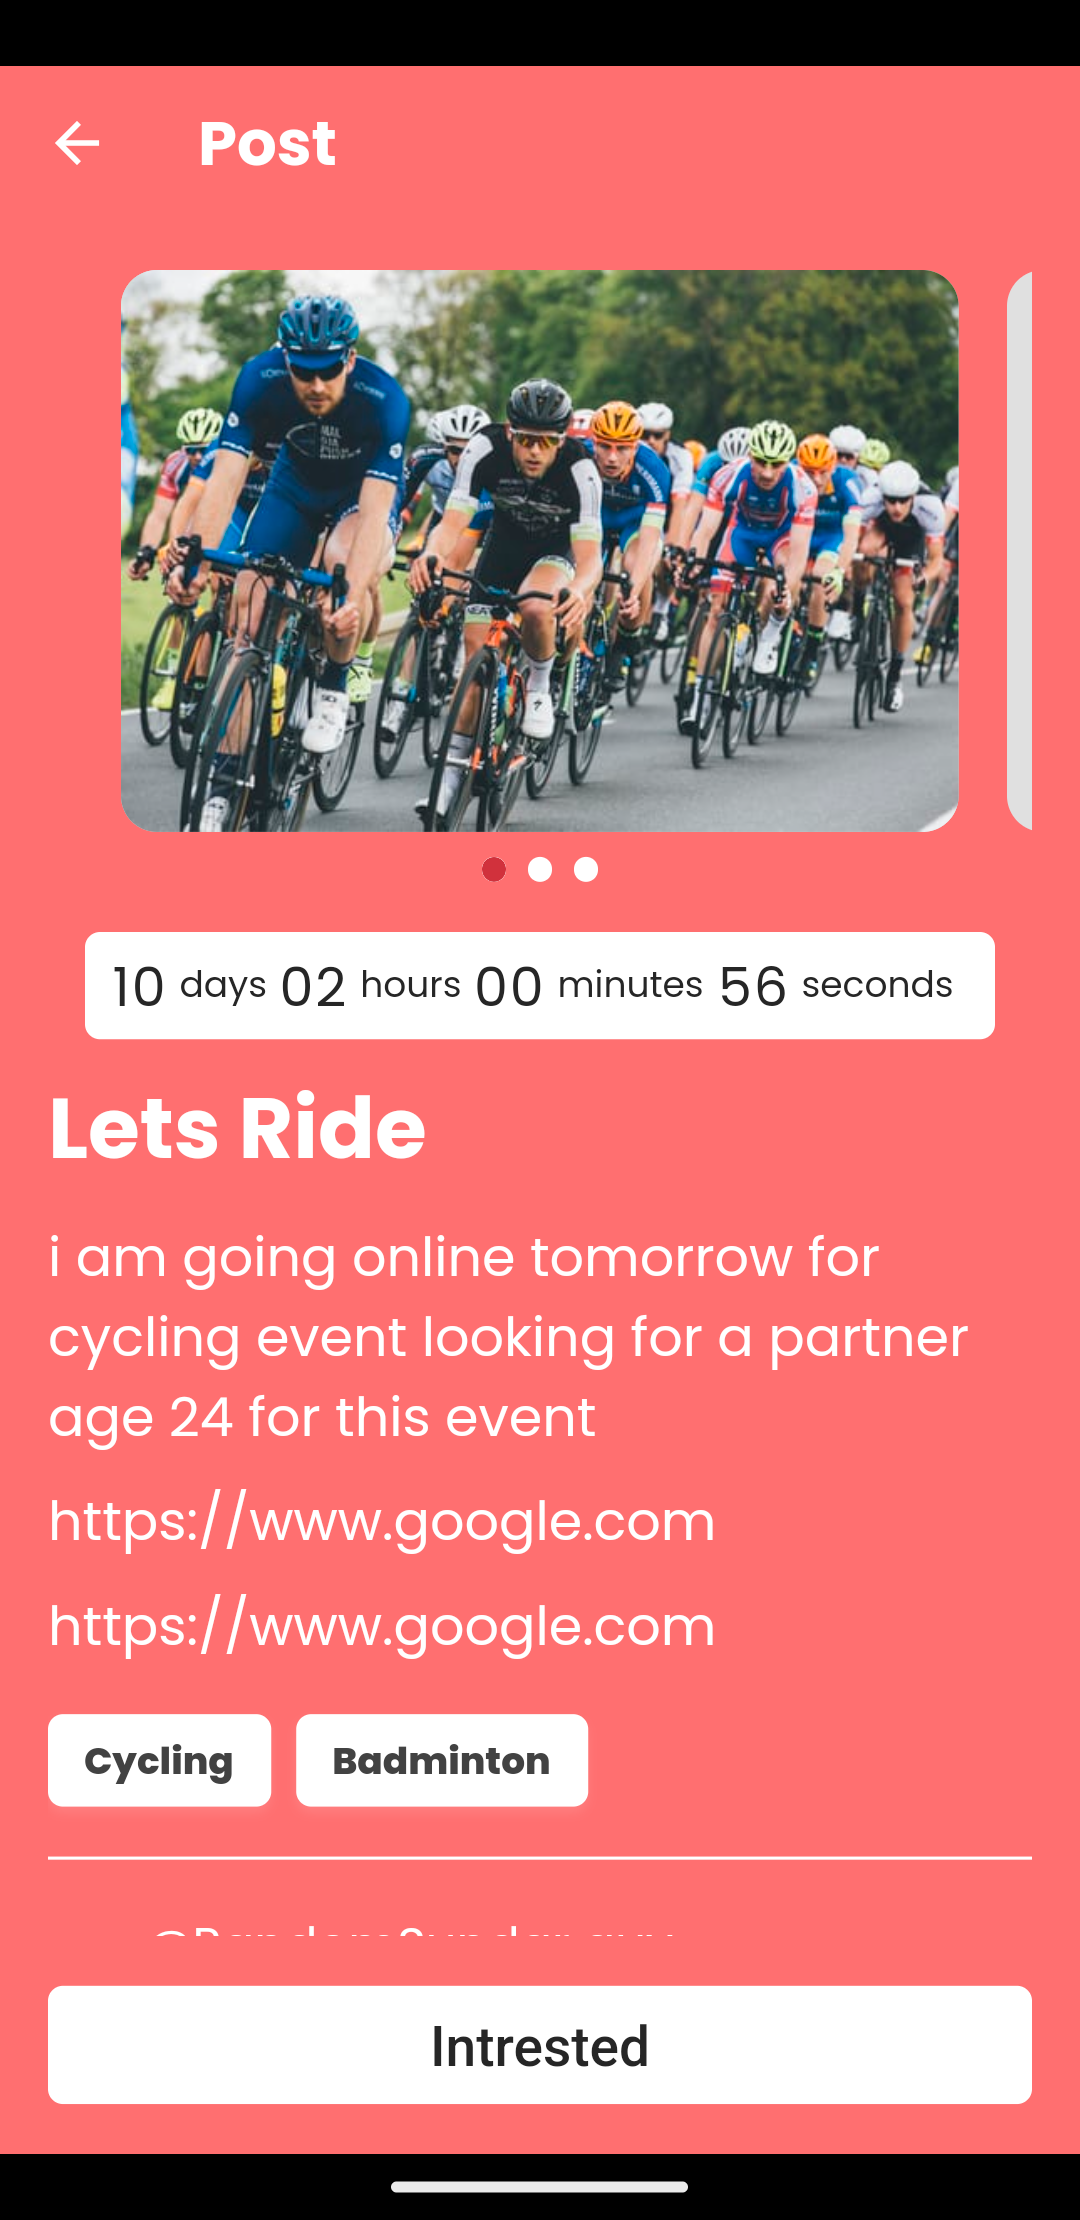 Post
10 days 02 hours 00 minutes 56 seconds
Lets Ride
i am going online tomorrow for
cycling event looking for a partner
age 24 for this event
https://www.google.com
https://www.google.com
Cycling
Badminton
Intrested